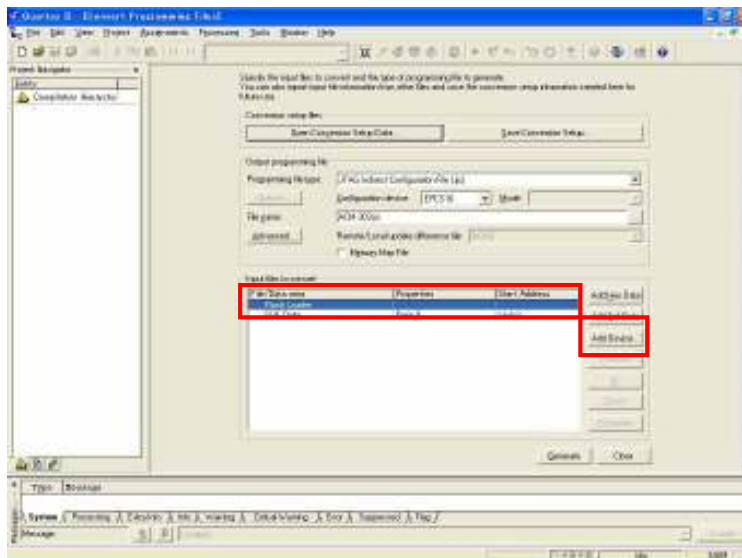 Quartus II - [Convert Programming Files]
File Edit View Project Assignments Processing Tools Window Help
Project Navigator
Entity
Compilation Hierarchy
Specify the input files to convert and the type of programming file to generate.
You can also import input file information from other files and save the conversion setup information created here for
future use.
Conversion setup files
Open Conversion Setup Data...
Save Conversion Setup...
Output programming file
Programming file type:
JTAG Indirect Configuration File (.jic)
Configuration device:
Mode:
File name:
Advanced...
Remote/Local update difference file:
Memory Map File
Input files to convert
File/Data area
Properties
Start Address
Flash Loader
SOF Data
Page_0
Add Hex Data
Add Sof Data
Add Device...
Generate
Close
Type
Message
System
Processing
Extra Info
Info
Warning
Critical Warning
Error
Suppressed
Flag
Message: